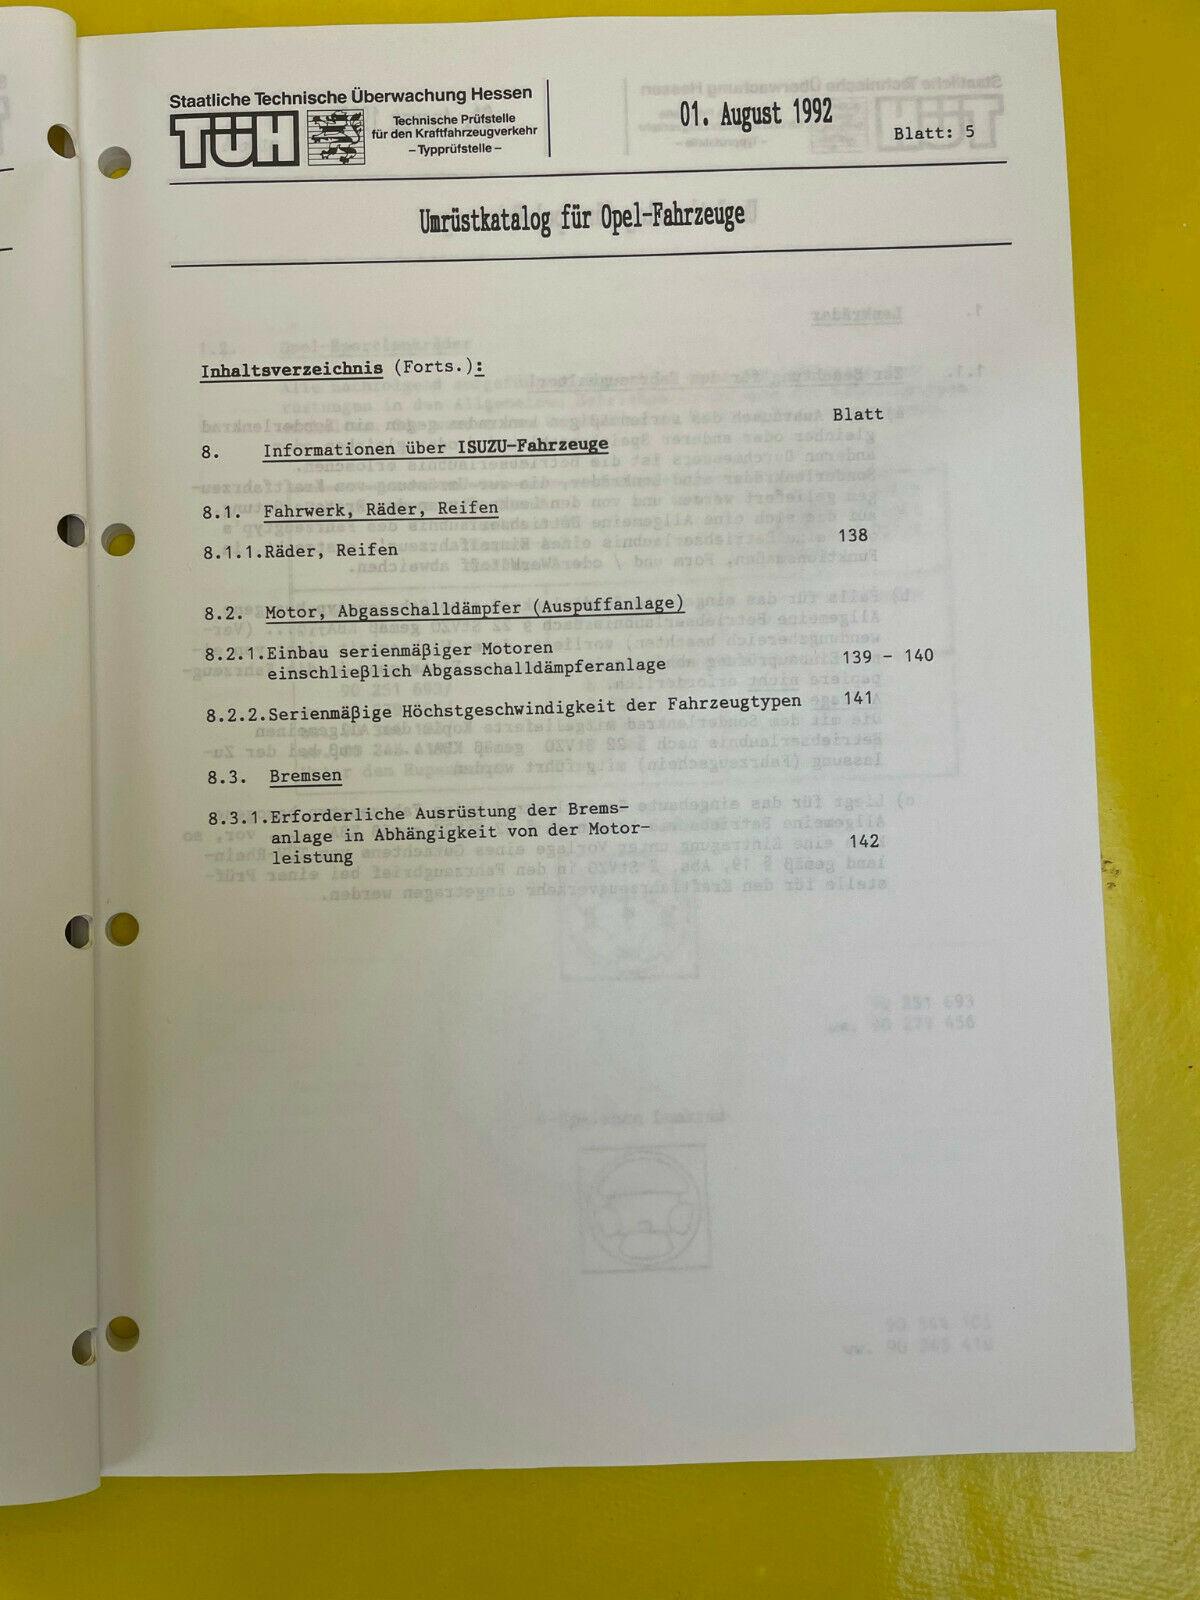 Staatliche Technische Überwachung Hessen
TÜH
Technische Prüfstelle
für den Kraftfahrzeugverkehr
– Typprüfstelle –
01. August 1992
Blatt: 5
Umrüstkatalog für Opel-Fahrzeuge
Inhaltsverzeichnis (Forts.):
Blatt
8. Informationen über ISUZU-Fahrzeuge
8.1. Fahrwerk, Räder, Reifen
8.1.1.Räder, Reifen 138
8.2. Motor, Abgasschalldämpfer (Auspuffanlage)
8.2.1.Einbau serienmäßiger Motoren
einschließlich Abgasschalldämpferanlage 139 – 140
8.2.2.Serienmäßige Höchstgeschwindigkeit der Fahrzeugtypen 141
8.3. Bremsen
8.3.1.Erforderliche Ausrüstung der Brems-
anlage in Abhängigkeit von der Motor-
leistung 142